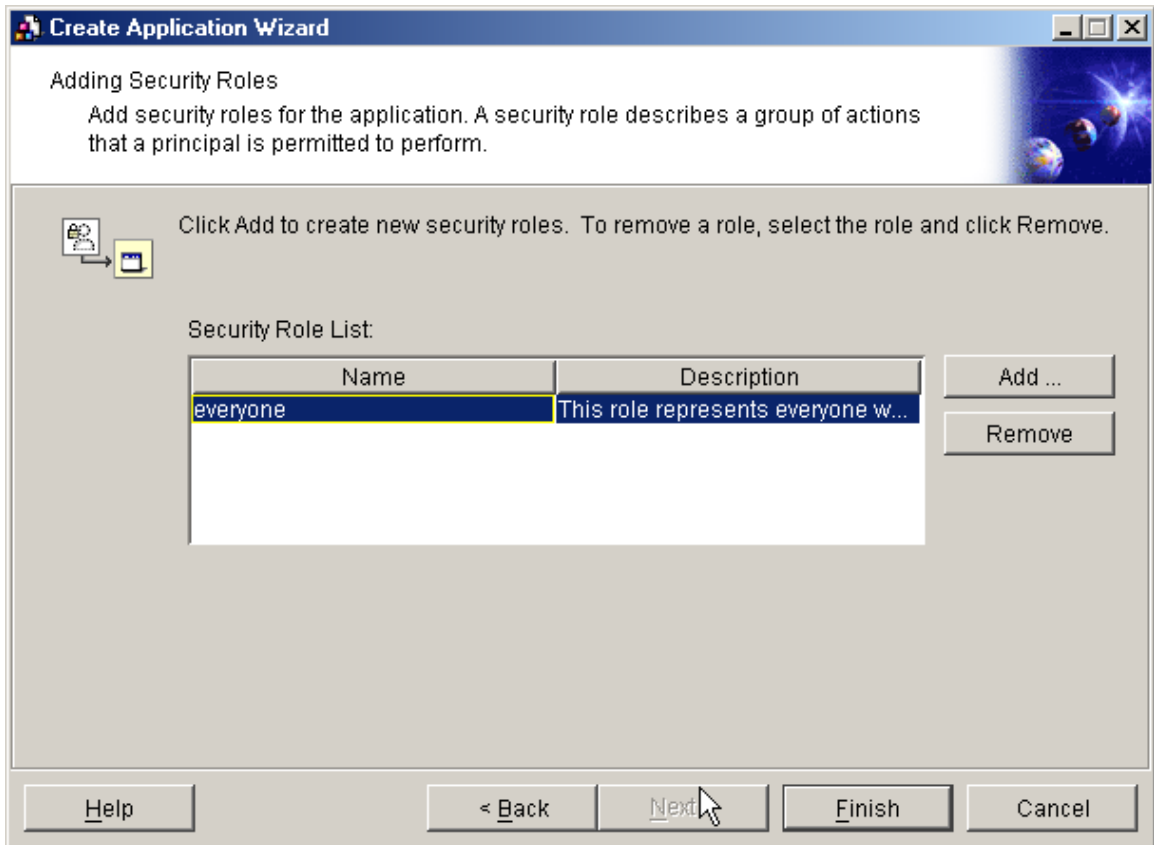 Create Application Wizard
Adding Security Roles
Add security roles for the application. A security role describes a group of actions
that a principal is permitted to perform.
Click Add to create new security roles. To remove a role, select the role and click Remove.
Security Role List:
Name Description Add ...
everyone This role represents everyone w...
Remove
Help < Back Next Finish Cancel